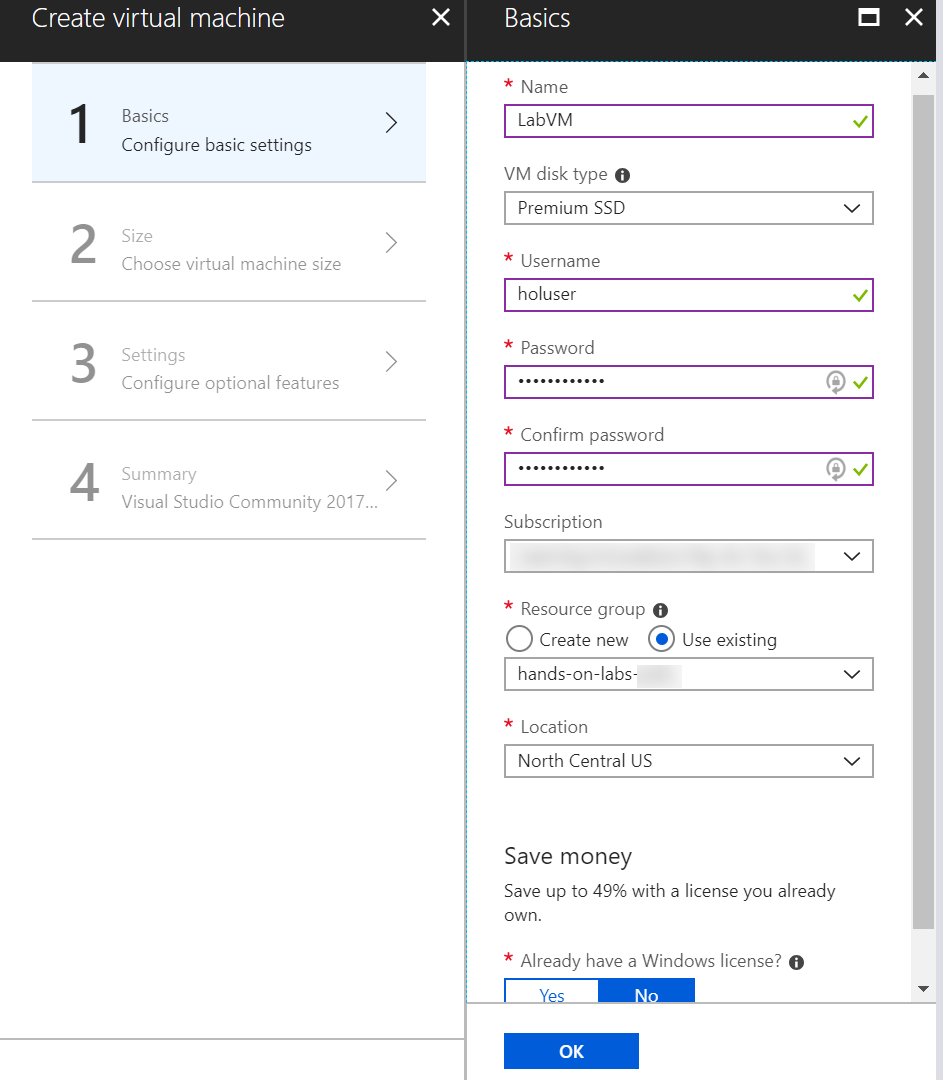 Create virtual machine
1
Basics
Configure basic settings
2
Size
Choose virtual machine size
3
Settings
Configure optional features
4
Summary
Visual Studio Community 2017...
Basics
* Name
LabVM
VM disk type
Premium SSD
* Username
holuser
* Password
••••••••••••
* Confirm password
••••••••••••
Subscription
* Resource group
Create new Use existing
hands-on-labs-
* Location
North Central US
Save money
Save up to 49% with a license you already
own.
* Already have a Windows license?
Yes No
OK